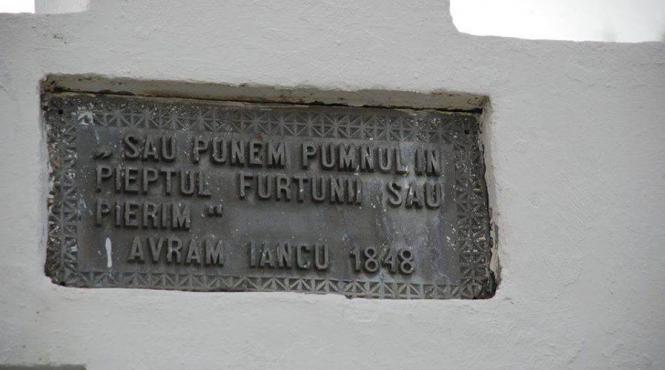 „ SAU PUNEM PUMNUL IN
PIEPTUL FURTUNII SAU
PIERIM "
AVRAM IANCU 1848